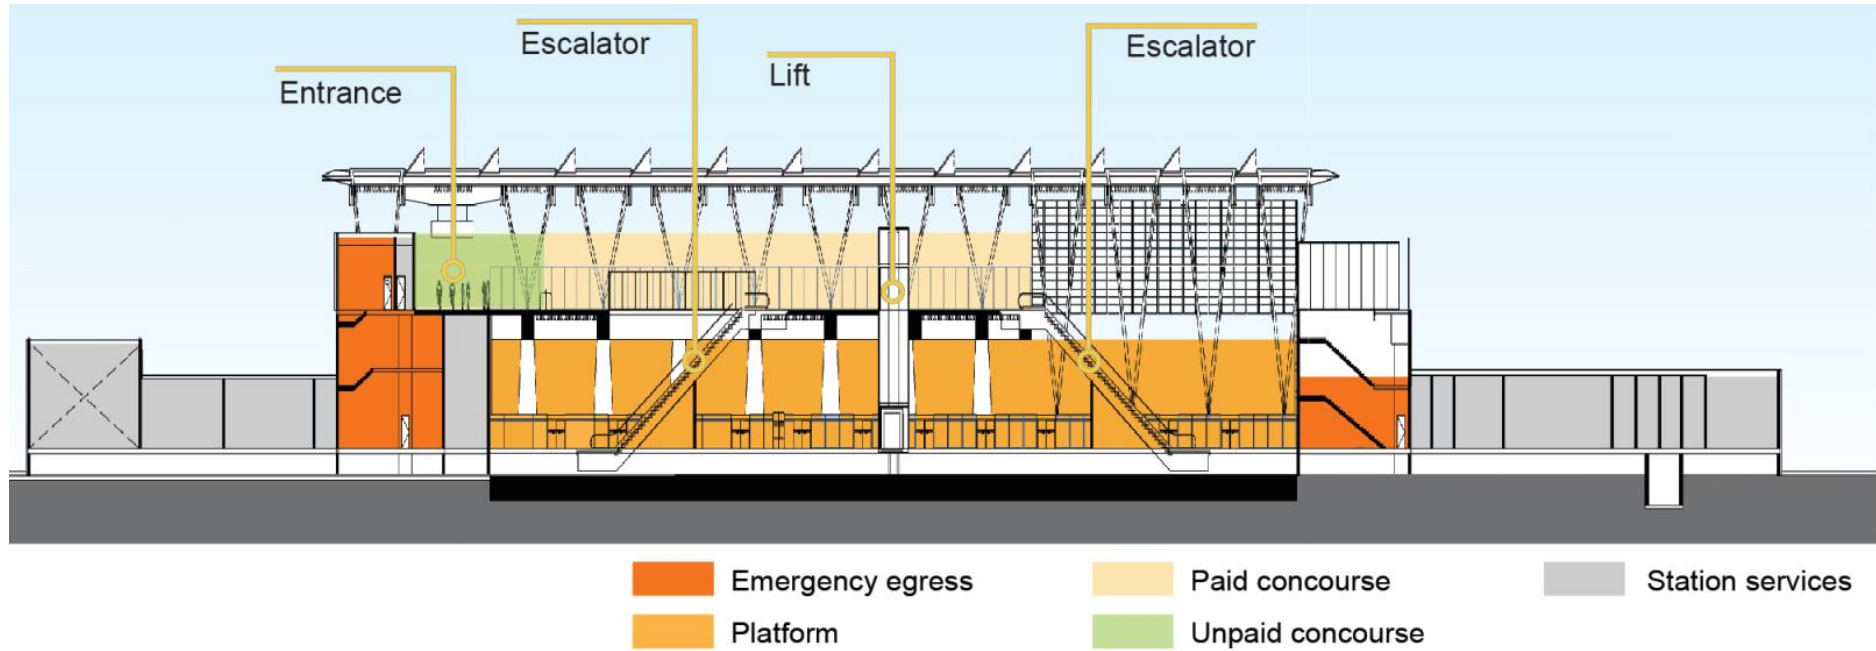 Escalator
Escalator
Lift
Entrance
Emergency egress
Paid concourse
Station services
Platform
Unpaid concourse